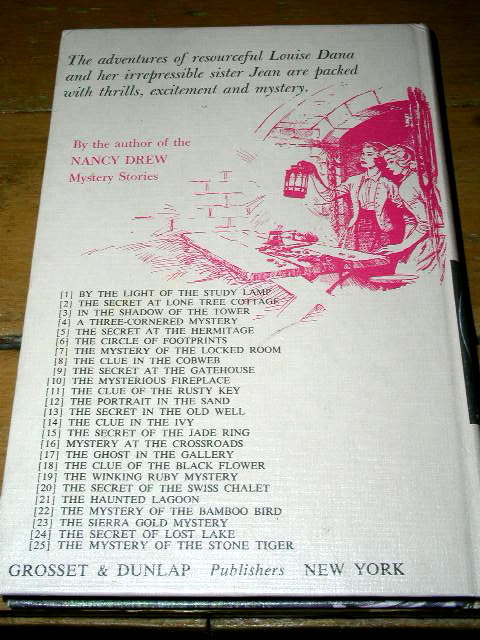 The adventures of resourceful Louise Dana
and her irrepressible sister Jean are packed
with thrills, excitement and mystery.
By the author of the
NANCY DREW
Mystery Stories
[1] BY THE LIGHT OF THE STUDY LAMP
[2] THE SECRET AT LONE TREE COTTAGE
[3] IN THE SHADOW OF THE TOWER
[4] A THREE-CORNERED MYSTERY
[5] THE SECRET AT THE HERMITAGE
[6] THE CIRCLE OF FOOTPRINTS
[7] THE MYSTERY OF THE LOCKED ROOM
[8] THE CLUE IN THE COBWEB
[9] THE SECRET AT THE GATEHOUSE
[10] THE MYSTERIOUS FIREPLACE
[11] THE CLUE OF THE RUSTY KEY
[12] THE PORTRAIT IN THE SAND
[13] THE SECRET IN THE OLD WELL
[14] THE CLUE IN THE IVY
[15] THE SECRET OF THE JADE RING
[16] MYSTERY AT THE CROSSROADS
[17] THE GHOST IN THE GALLERY
[18] THE CLUE OF THE BLACK FLOWER
[19] THE WINKING RUBY MYSTERY
[20] THE SECRET OF THE SWISS CHALET
[21] THE HAUNTED LAGOON
[22] THE MYSTERY OF THE BAMBOO BIRD
[23] THE SIERRA GOLD MYSTERY
[24] THE SECRET OF LOST LAKE
[25] THE MYSTERY OF THE STONE TIGER
GROSSET & DUNLAP Publishers NEW YORK